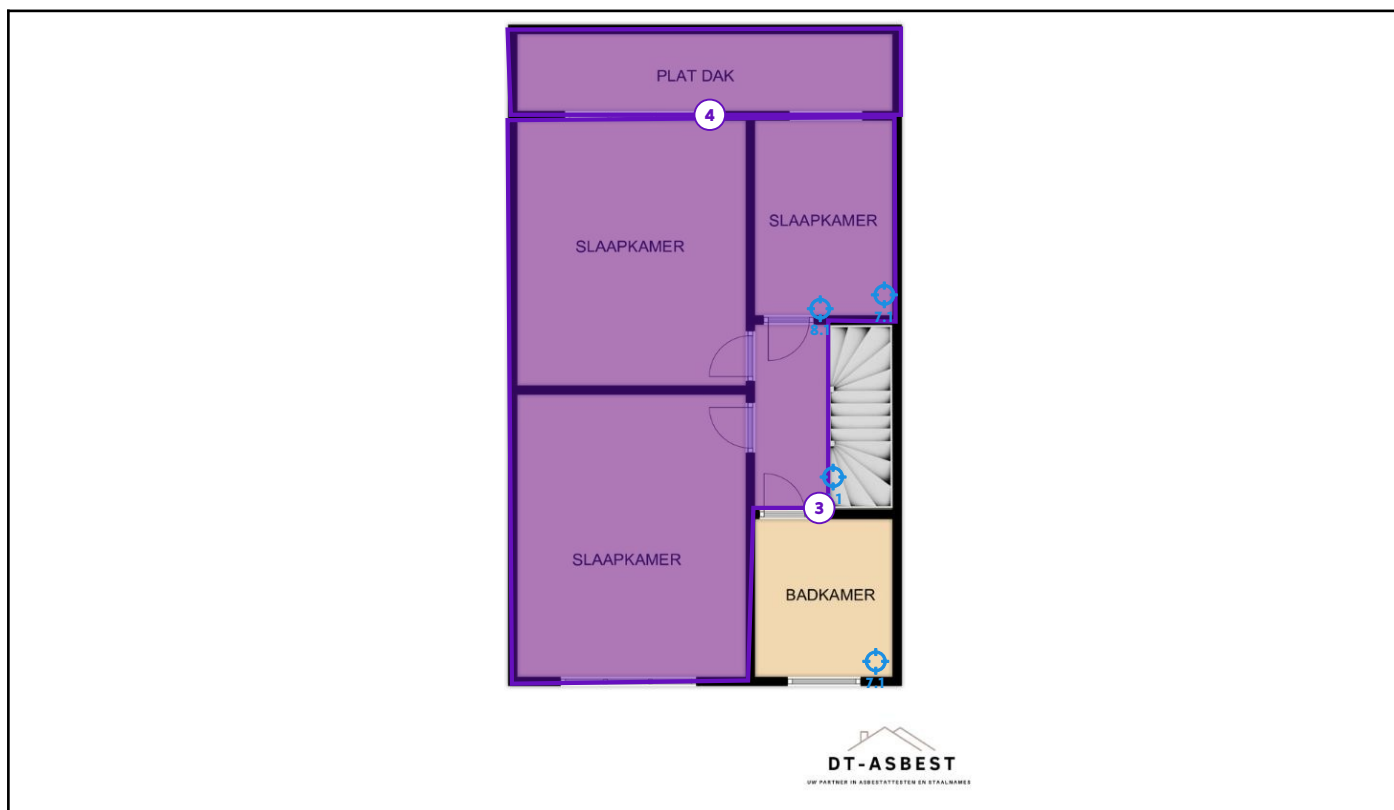 PLAT DAK
4
SLAAPKAMER
SLAAPKAMER
8.1
7.1
3
SLAAPKAMER
BADKAMER
7.1
DT-ASBEST
UW PARTNER IN ASBESTATTESTEN EN STAALNAMES